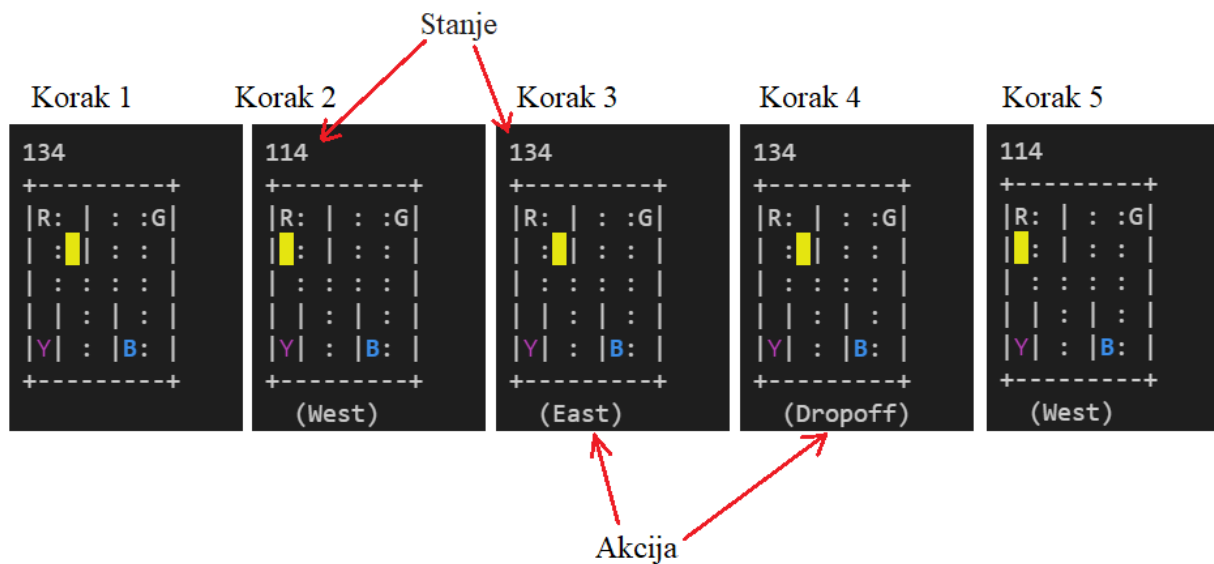 Stanje
Korak 1
134
+---------+
|R: | : :G|
| : | : : |
| : : : : |
| | : | : |
|Y| : |B: |
+---------+
Korak 2
114
+---------+
|R: | : :G|
| : | : : |
| : : : : |
| | : | : |
|Y| : |B: |
+---------+
(West)
Korak 3
134
+---------+
|R: | : :G|
| : | : : |
| : : : : |
| | : | : |
|Y| : |B: |
+---------+
(East)
Korak 4
134
+---------+
|R: | : :G|
| : | : : |
| : : : : |
| | : | : |
|Y| : |B: |
+---------+
(Dropoff)
Korak 5
114
+---------+
|R: | : :G|
| : | : : |
| : : : : |
| | : | : |
|Y| : |B: |
+---------+
(West)
Akcija